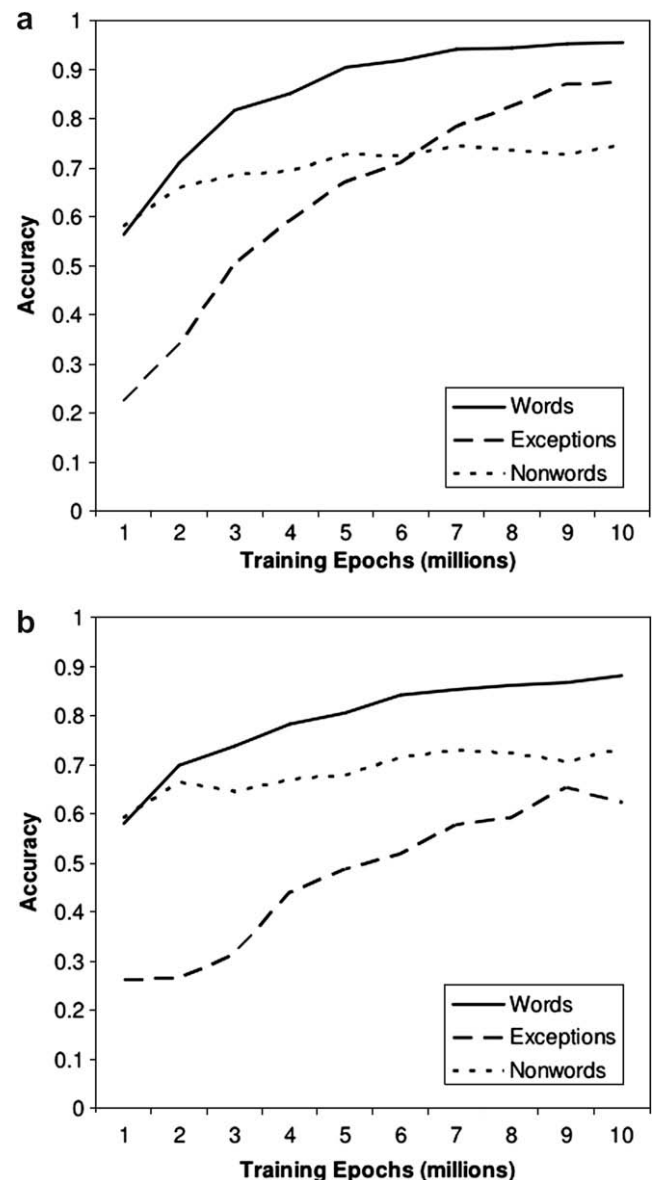 a
1
0.9
0.8
0.7
0.6
0.5
0.4
0.3
0.2
0.1
0
Accuracy
Words
Exceptions
Nonwords
1 2 3 4 5 6 7 8 9 10
Training Epochs (millions)
b
1
0.9
0.8
0.7
0.6
0.5
0.4
0.3
0.2
0.1
0
Accuracy
Words
Exceptions
Nonwords
1 2 3 4 5 6 7 8 9 10
Training Epochs (millions)